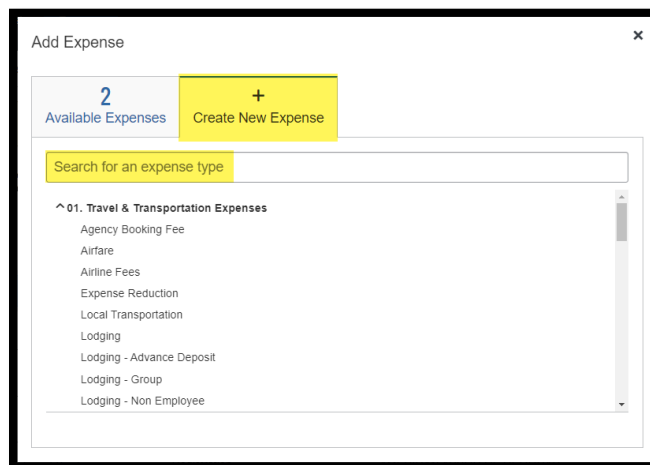 Add Expense
×
2
Available Expenses
+
Create New Expense
Search for an expense type
01. Travel & Transportation Expenses
Agency Booking Fee
Airfare
Airline Fees
Expense Reduction
Local Transportation
Lodging
Lodging - Advance Deposit
Lodging - Group
Lodging - Non Employee